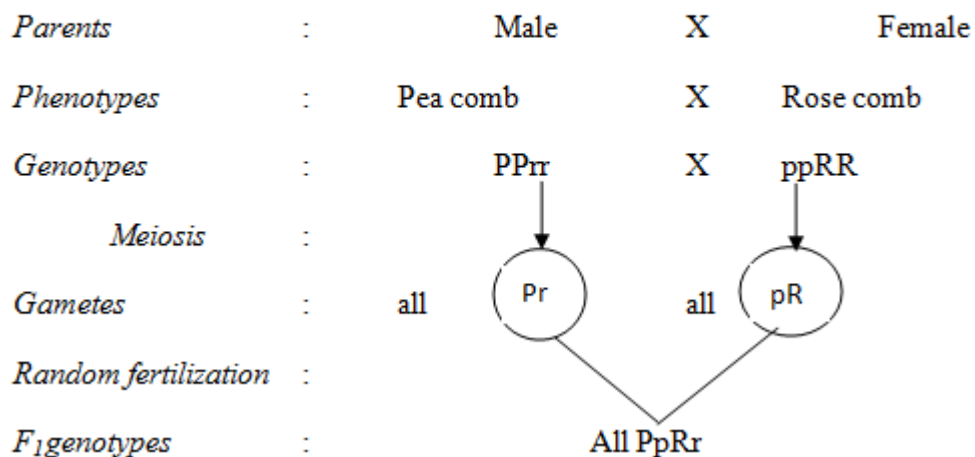 Parents : Male X Female
Phenotypes : Pea comb X Rose comb
Genotypes : PPrr X ppRR
Meiosis :
Gametes : all Pr all pR
Random fertilization :
F1genotypes : All PpRr